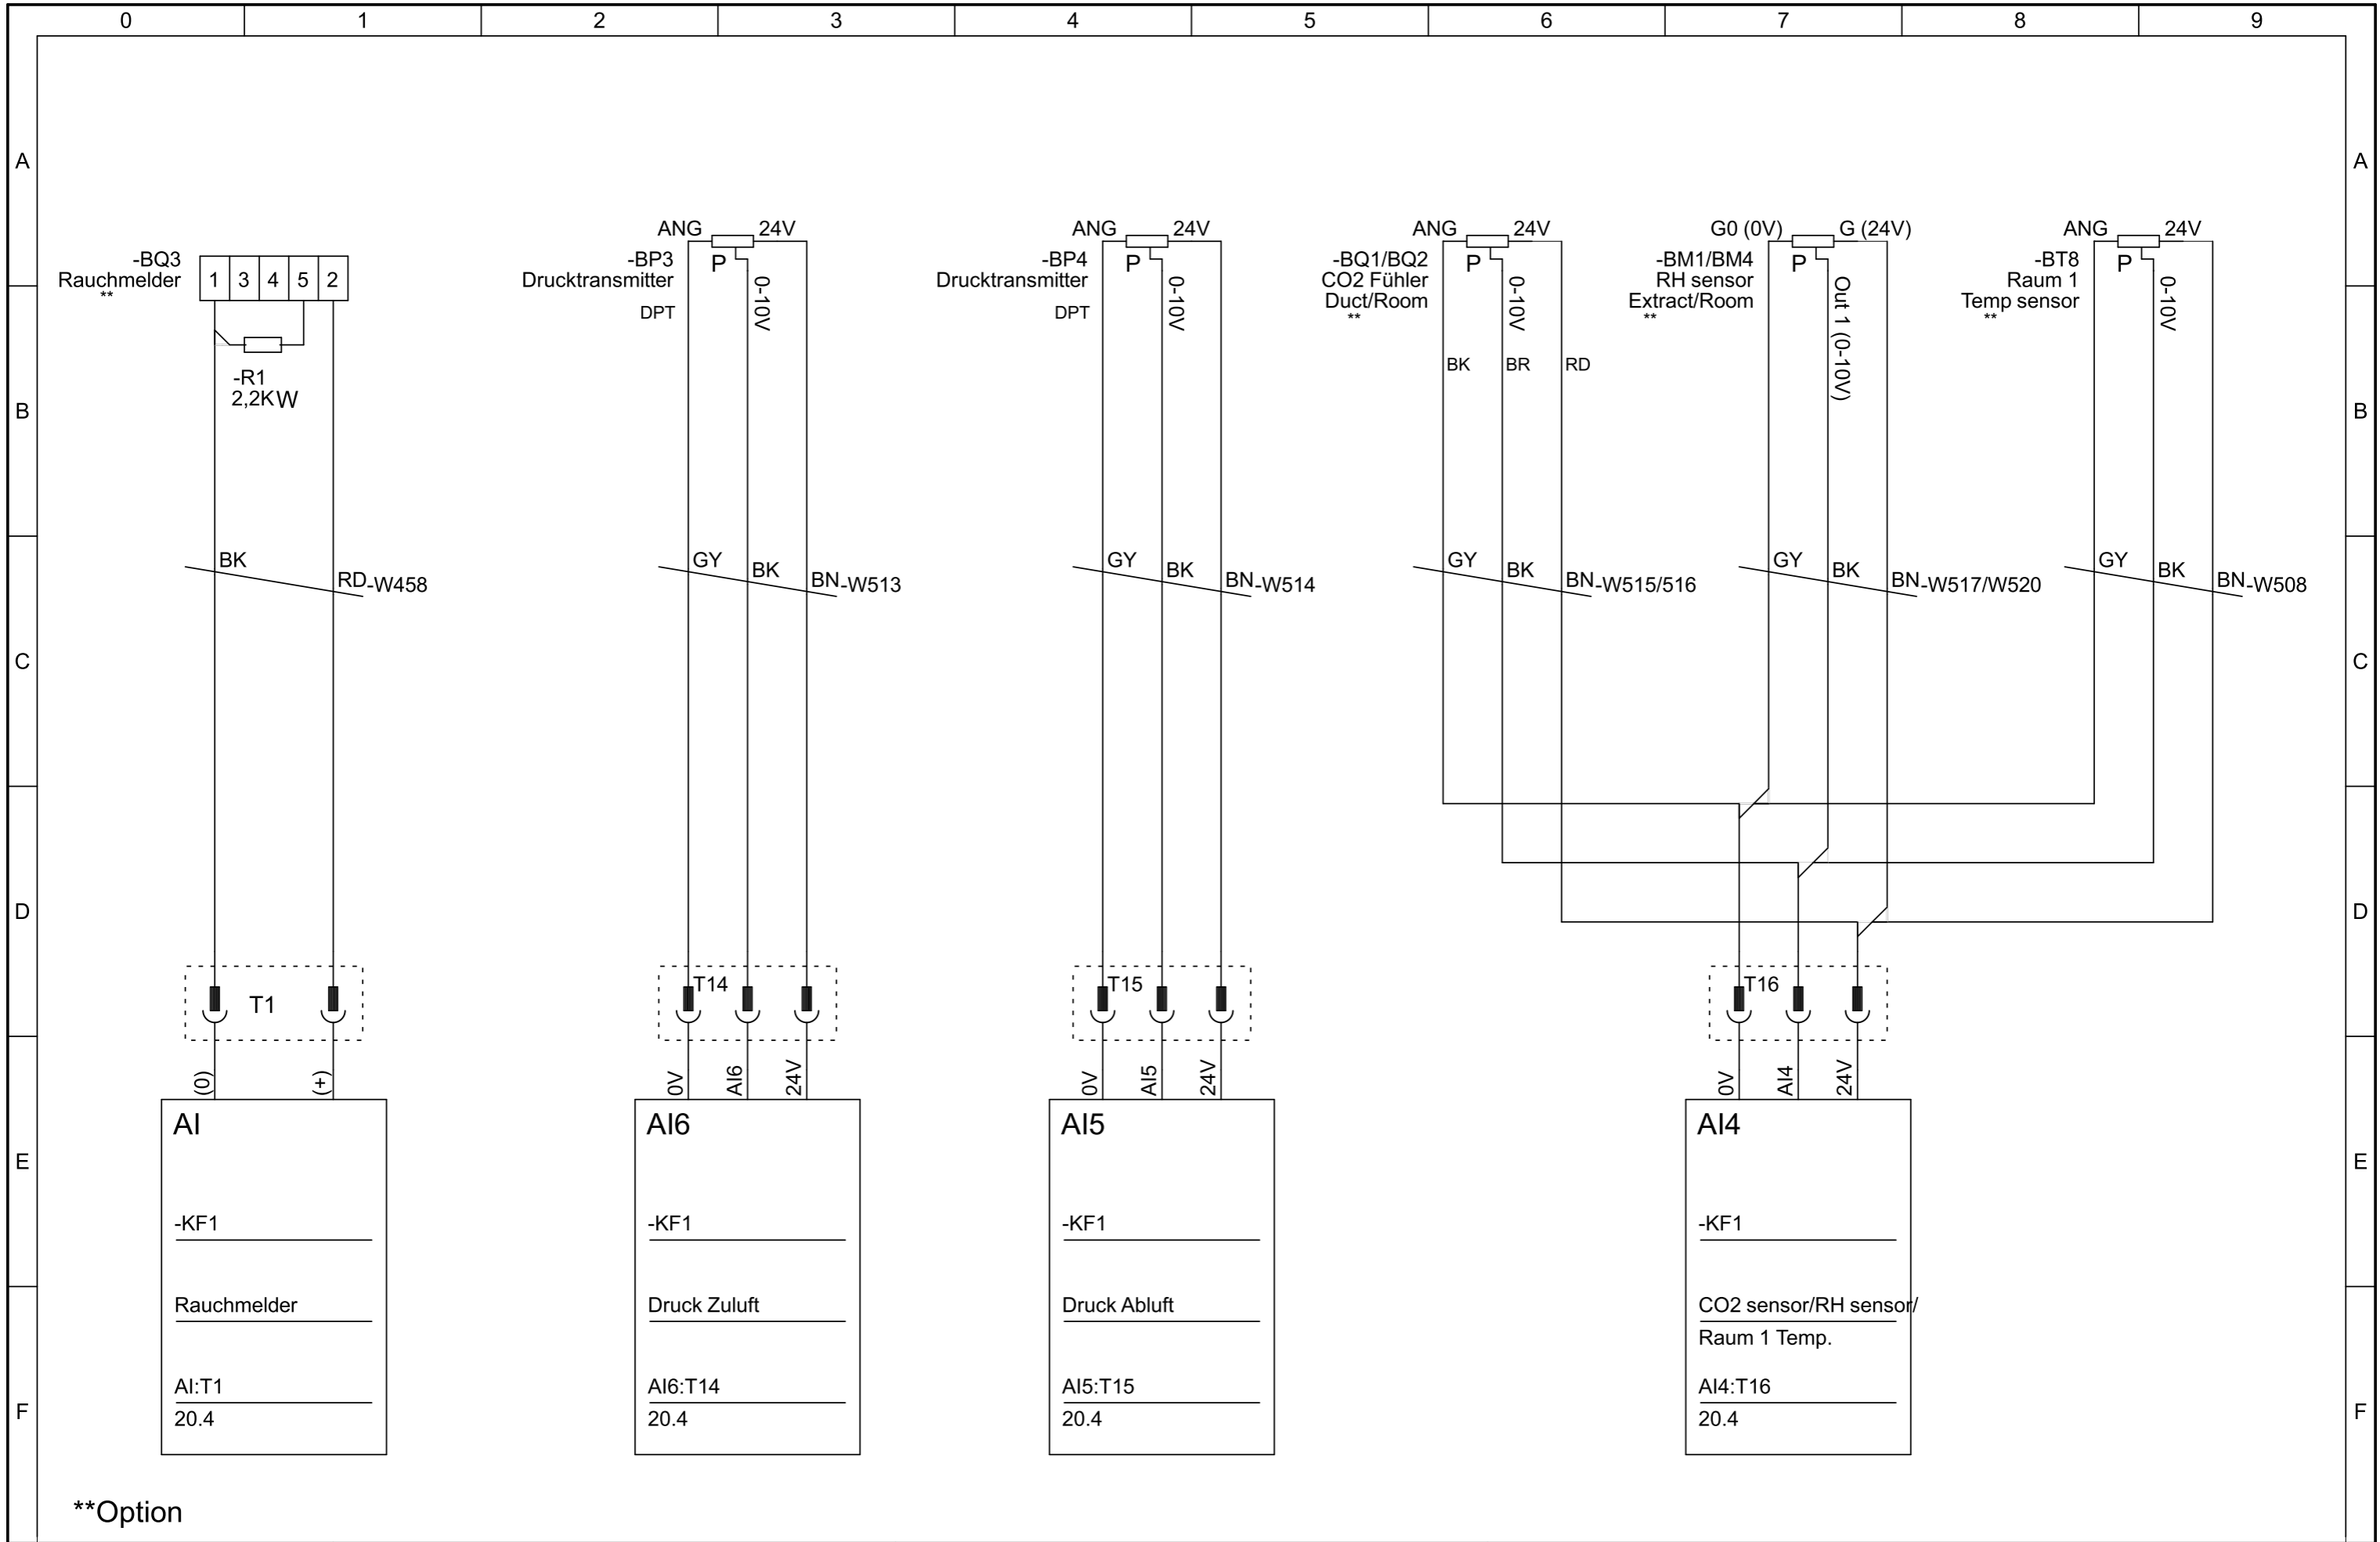 0 1 2 3 4 5 6 7 8 9
A A
B B
C C
D D
E E
F F
-BQ3
Rauchmelder
**
1 3 4 5 2
-R1
2,2KW
BK
RD
-W458
T1
(0)
(+)
AI
-KF1
Rauchmelder
AI:T1
20.4
ANG 24V
-BP3
Drucktransmitter
DPT
P
0-10V
GY
BK
BN
-W513
T14
0V
AI6
24V
AI6
-KF1
Druck Zuluft
AI6:T14
20.4
ANG 24V
-BP4
Drucktransmitter
DPT
P
0-10V
GY
BK
BN
-W514
T15
0V
AI5
24V
AI5
-KF1
Druck Abluft
AI5:T15
20.4
ANG 24V
-BQ1/BQ2
CO2 Fühler
Duct/Room
**
P
0-10V
BK
BR
RD
GY
BK
BN
-W515/516
G0 (0V) G (24V)
-BM1/BM4
RH sensor
Extract/Room
**
P
Out 1 (0-10V)
GY
BK
BN
-W517/W520
ANG 24V
-BT8
Raum 1
Temp sensor
**
P
0-10V
GY
BK
BN
-W508
T16
0V
AI4
24V
AI4
-KF1
CO2 sensor/RH sensor/
Raum 1 Temp.
AI4:T16
20.4
**Option